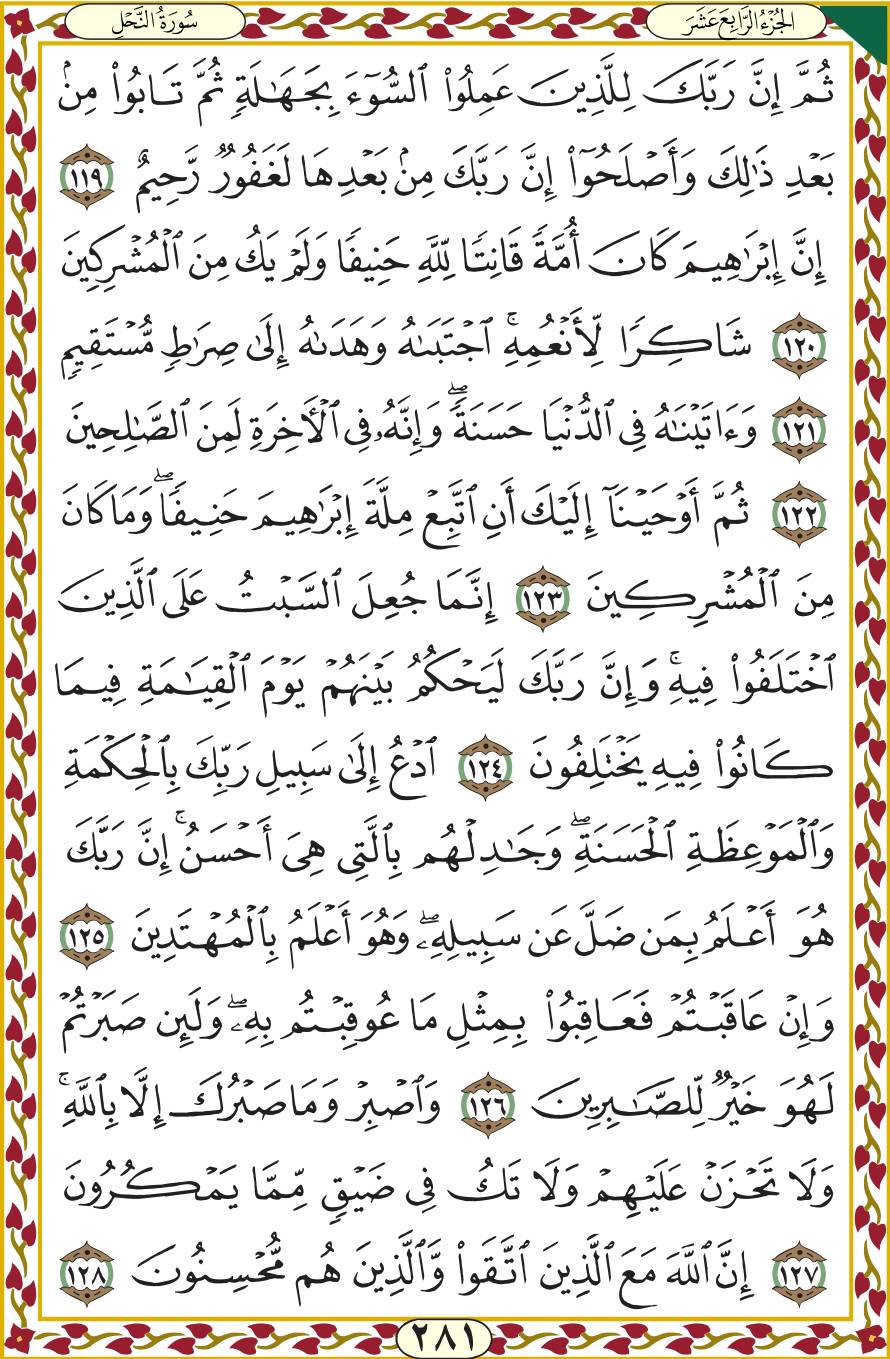 سُورَةُ النَّحْلِ
الجُزْءُ الرَّابِعَ عَشَرَ
ثُمَّ إِنَّ رَبَّكَ لِلَّذِينَ عَمِلُوا۟ ٱلسُّوٓءَ بِجَهَـٰلَةٍ ثُمَّ تَابُوا۟ مِنۢ
بَعْدِ ذَٰلِكَ وَأَصْلَحُوٓا۟ إِنَّ رَبَّكَ مِنۢ بَعْدِهَا لَغَفُورٌ رَّحِيمٌ ١١٩
إِنَّ إِبْرَٰهِيمَ كَانَ أُمَّةً قَانِتًا لِّلَّهِ حَنِيفًا وَلَمْ يَكُ مِنَ ٱلْمُشْرِكِينَ
١٢٠ شَاكِرًا لِّأَنْعُمِهِ ۚ ٱجْتَبَىٰهُ وَهَدَىٰهُ إِلَىٰ صِرَٰطٍ مُّسْتَقِيمٍ
١٢١ وَءَاتَيْنَـٰهُ فِى ٱلدُّنْيَا حَسَنَةً ۖ وَإِنَّهُۥ فِى ٱلْـَٔاخِرَةِ لَمِنَ ٱلصَّـٰلِحِينَ
١٢٢ ثُمَّ أَوْحَيْنَآ إِلَيْكَ أَنِ ٱتَّبِعْ مِلَّةَ إِبْرَٰهِيمَ حَنِيفًا ۖ وَمَا كَانَ
مِنَ ٱلْمُشْرِكِينَ ١٢٣ إِنَّمَا جُعِلَ ٱلسَّبْتُ عَلَى ٱلَّذِينَ
ٱخْتَلَفُوا۟ فِيهِ ۚ وَإِنَّ رَبَّكَ لَيَحْكُمُ بَيْنَهُمْ يَوْمَ ٱلْقِيَـٰمَةِ فِيمَا
كَانُوا۟ فِيهِ يَخْتَلِفُونَ ١٢٤ ٱدْعُ إِلَىٰ سَبِيلِ رَبِّكَ بِٱلْحِكْمَةِ
وَٱلْمَوْعِظَةِ ٱلْحَسَنَةِ ۖ وَجَـٰدِلْهُم بِٱلَّتِى هِىَ أَحْسَنُ ۚ إِنَّ رَبَّكَ
هُوَ أَعْلَمُ بِمَن ضَلَّ عَن سَبِيلِهِۦ ۖ وَهُوَ أَعْلَمُ بِٱلْمُهْتَدِينَ ١٢٥
وَإِنْ عَاقَبْتُمْ فَعَاقِبُوا۟ بِمِثْلِ مَا عُوقِبْتُم بِهِۦ ۖ وَلَئِن صَبَرْتُمْ
لَهُوَ خَيْرٌ لِّلصَّـٰبِرِينَ ١٢٦ وَٱصْبِرْ وَمَا صَبْرُكَ إِلَّا بِٱللَّهِ ۚ
وَلَا تَحْزَنْ عَلَيْهِمْ وَلَا تَكُ فِى ضَيْقٍ مِّمَّا يَمْكُرُونَ
١٢٧ إِنَّ ٱللَّهَ مَعَ ٱلَّذِينَ ٱتَّقَوا۟ وَّٱلَّذِينَ هُم مُّحْسِنُونَ ١٢٨
٢٨١